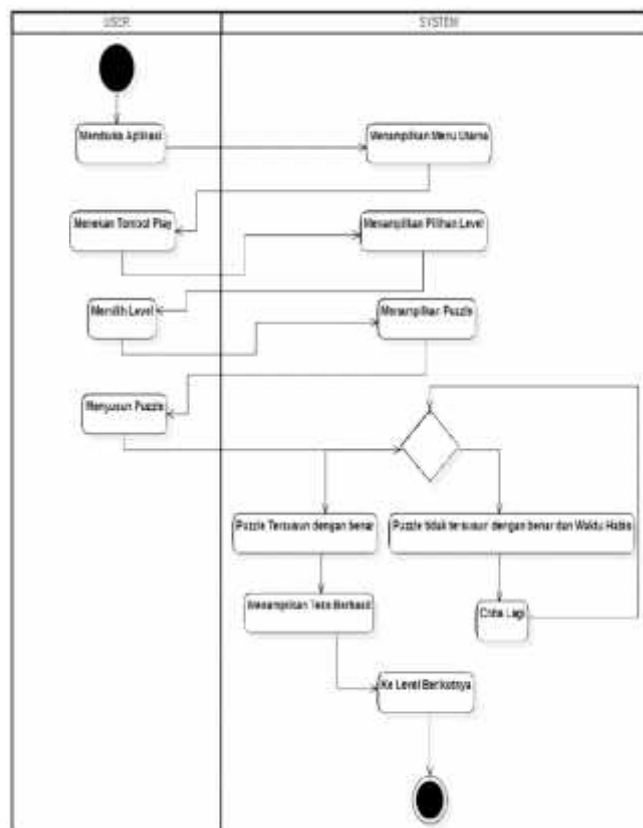 USER
SYSTEM
Membuka Aplikasi
Menampilkan Menu Utama
Menekan Tombol Play
Menampilkan Pilihan Level
Memilih Level
Menampilkan Puzzle
Menyusun Puzzle
Puzzle Tersusun dengan benar
Puzzle tidak tersusun dengan benar dan Waktu Habis
Menampilkan Teks Berhasil
Coba Lagi
Ke Level Berikutnya